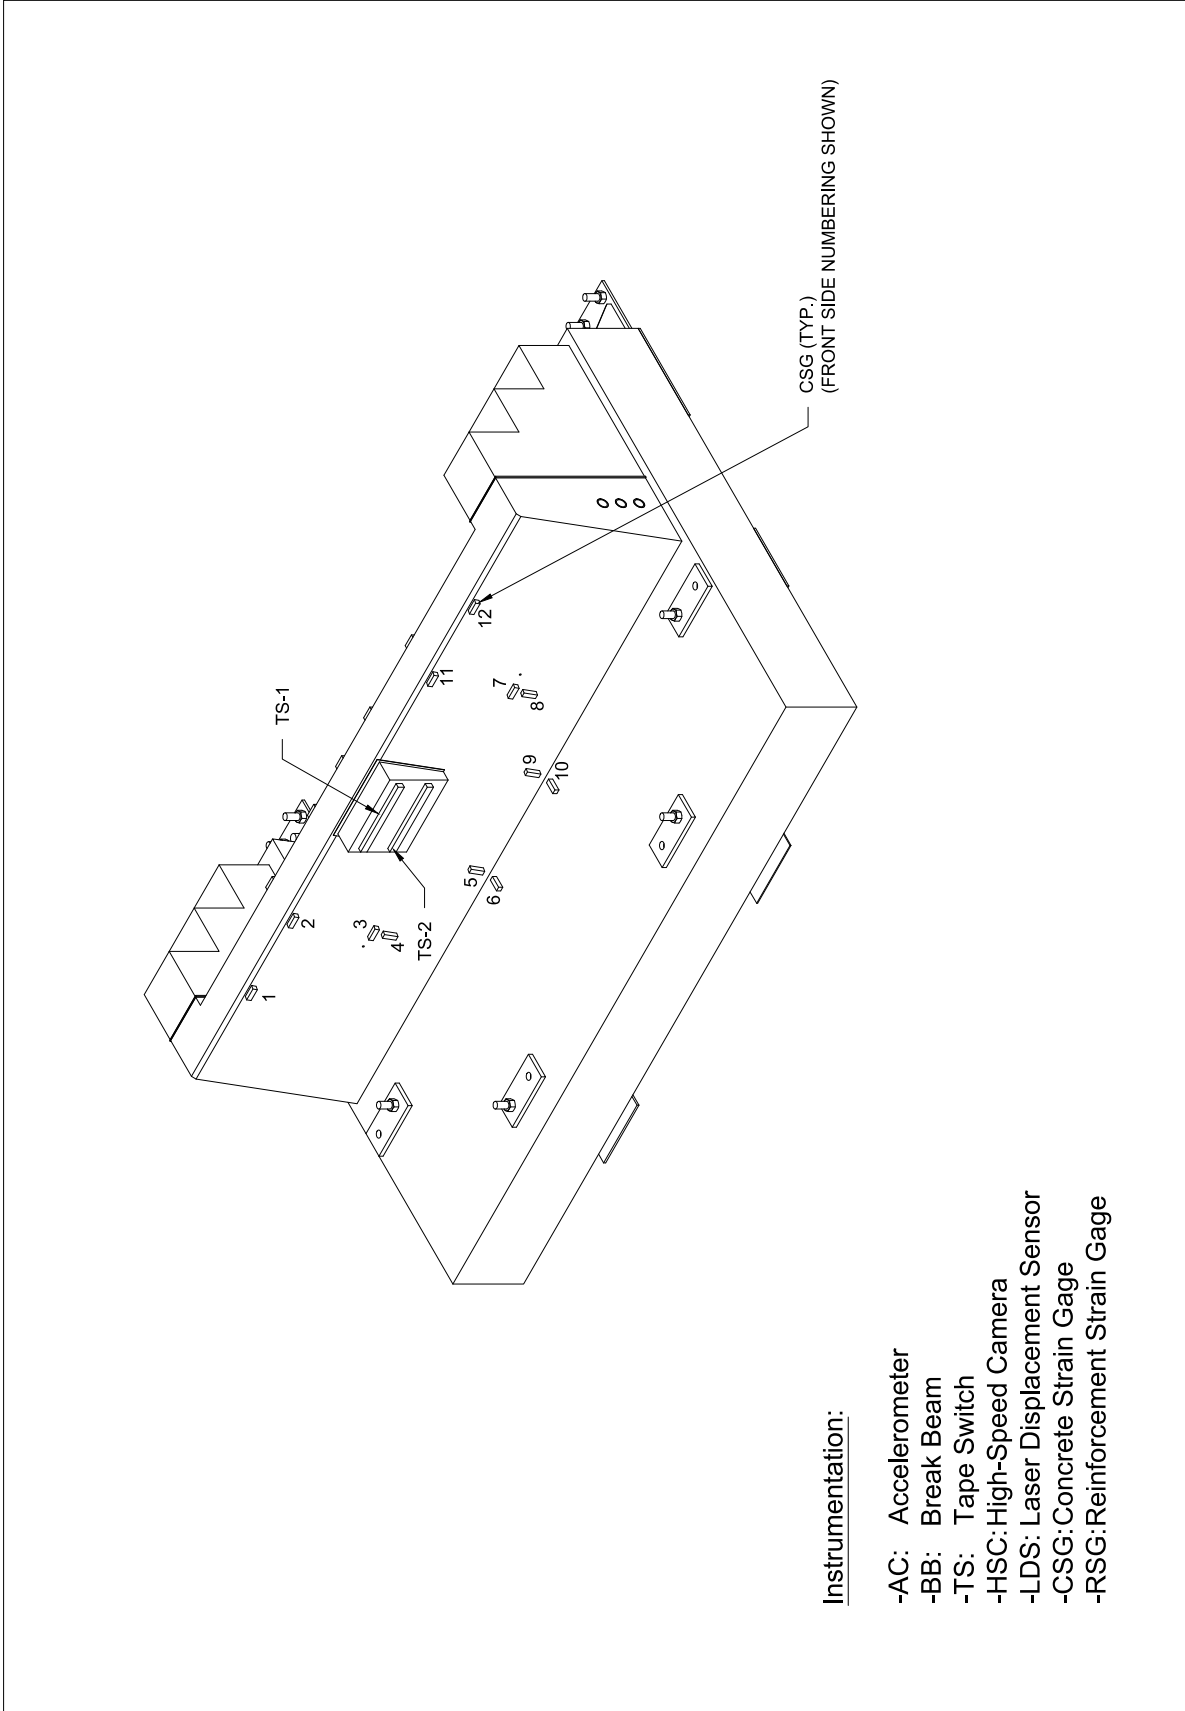 TS-1
TS-2
1
2
3
4
5
6
7
8
9
10
11
12
CSG (TYP.)
(FRONT SIDE NUMBERING SHOWN)
Instrumentation:
-AC: Accelerometer
-BB: Break Beam
-TS: Tape Switch
-HSC: High-Speed Camera
-LDS: Laser Displacement Sensor
-CSG: Concrete Strain Gage
-RSG: Reinforcement Strain Gage